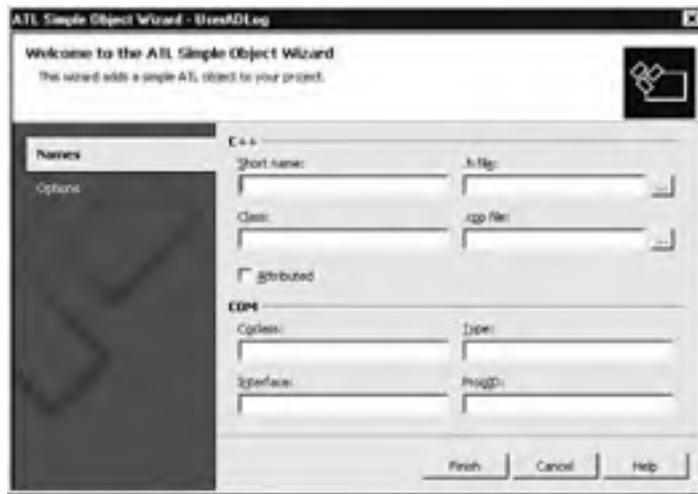 ATL Simple Object Wizard - UserADLog
Welcome to the ATL Simple Object Wizard
This wizard adds a simple ATL object to your project.
Names
Options
C++
Short name:
.h file:
...
Class:
.cpp file:
...
Attributed
COM
Coclass:
Type:
Interface:
ProgID:
Finish
Cancel
Help